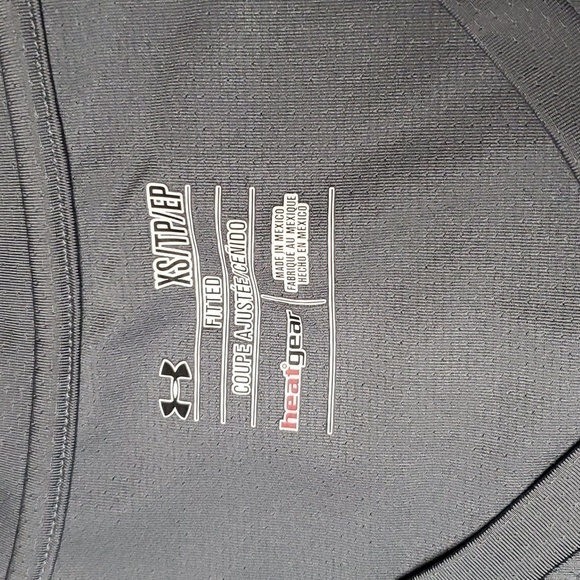 XS/TP/EP
FITTED
COUPE AJUSTÉE/CEÑIDO
heatgear
MADE IN MEXICO
FABRIQUÉ AU MEXIQUE
HECHO EN MÉXICO